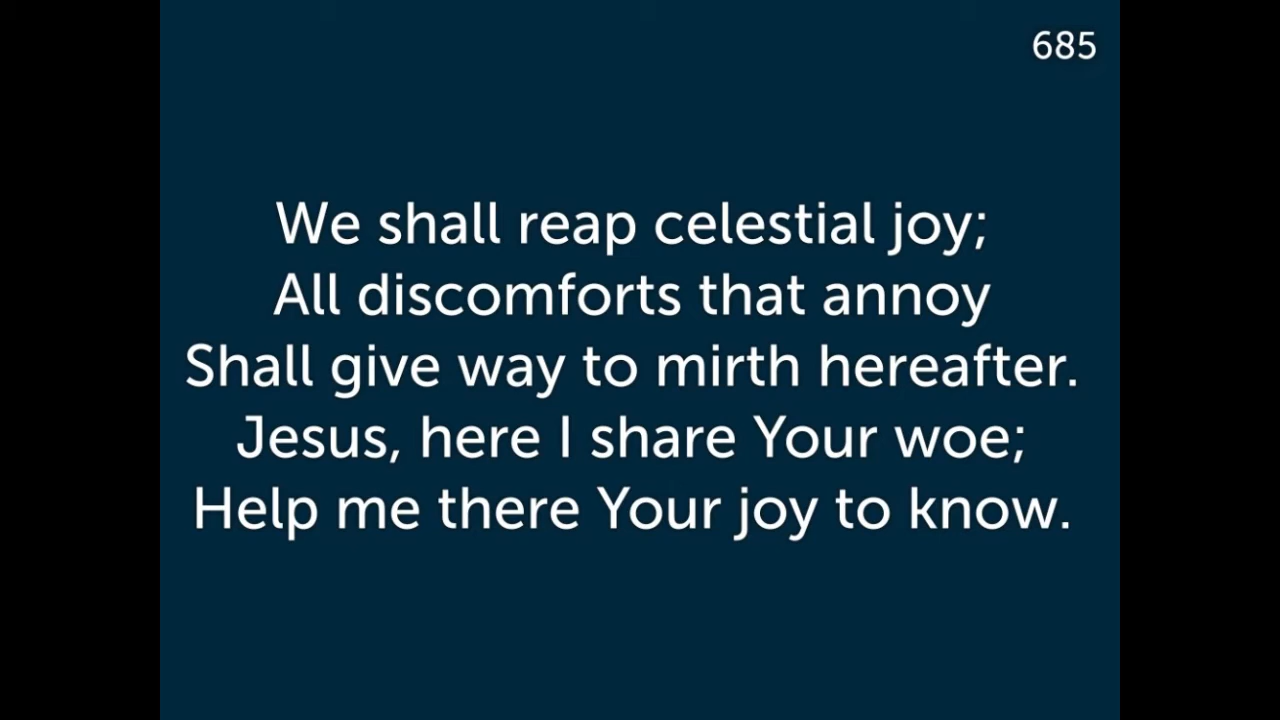 685
We shall reap celestial joy;
All discomforts that annoy
Shall give way to mirth hereafter.
Jesus, here I share Your woe;
Help me there Your joy to know.